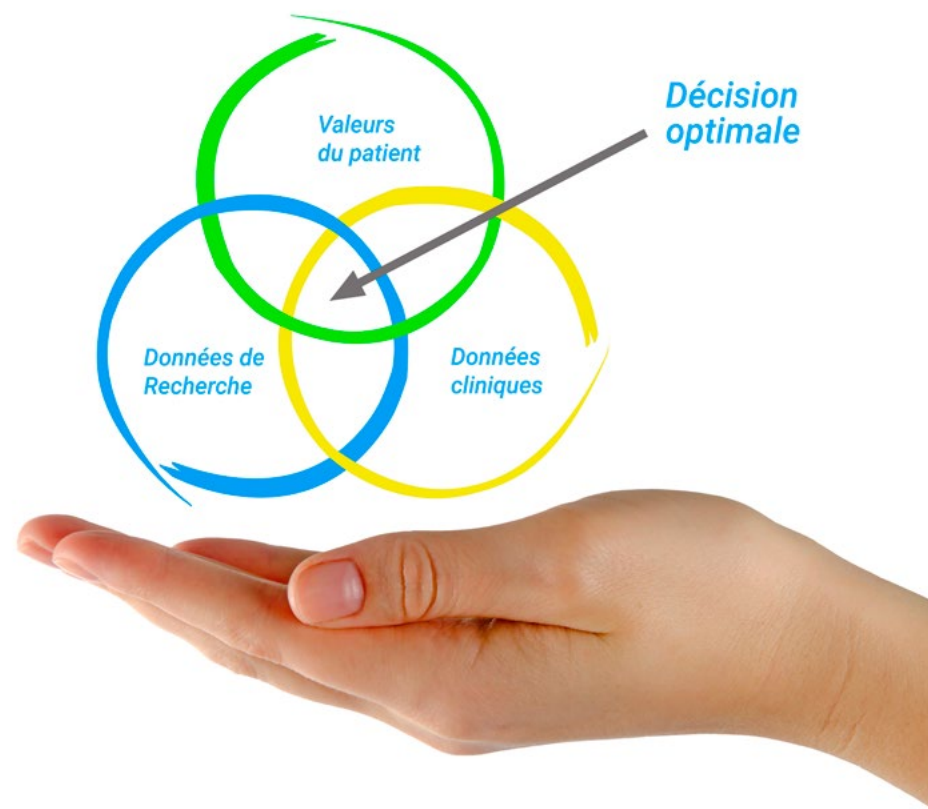 Valeurs
du patient
Décision
optimale
Données de
Recherche
Données
cliniques